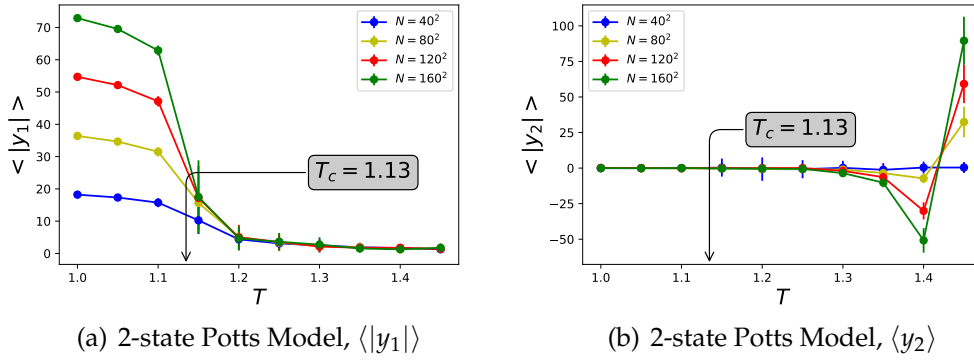 70
60
50
40
30
20
10
0
< |y₁| >
N = 40²
N = 80²
N = 120²
N = 160²
T_c = 1.13
1.0 1.1 1.2 1.3 1.4
T
(a) 2-state Potts Model, ⟨|y₁|⟩
100
75
50
25
0
−25
−50
< |y₂| >
N = 40²
N = 80²
N = 120²
N = 160²
T_c = 1.13
1.0 1.1 1.2 1.3 1.4
T
(b) 2-state Potts Model, ⟨y₂⟩